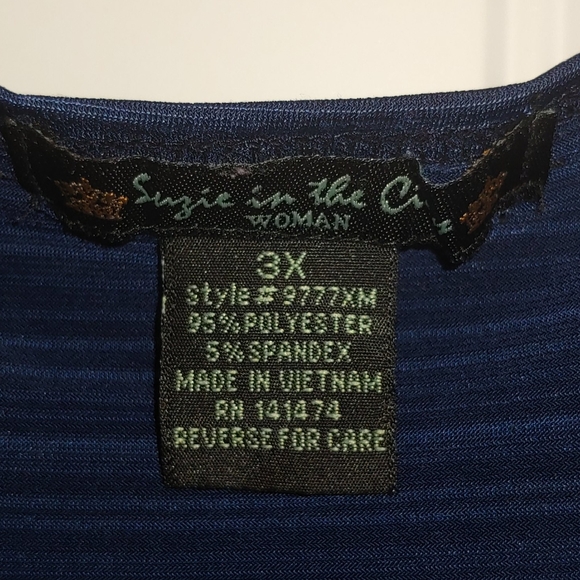 Suzie in the
WOMAN
3X
Style# 9777XM
95% POLYESTER
5% SPANDEX
MADE IN VIETNAM
RN 141474
REVERSE FOR CARE